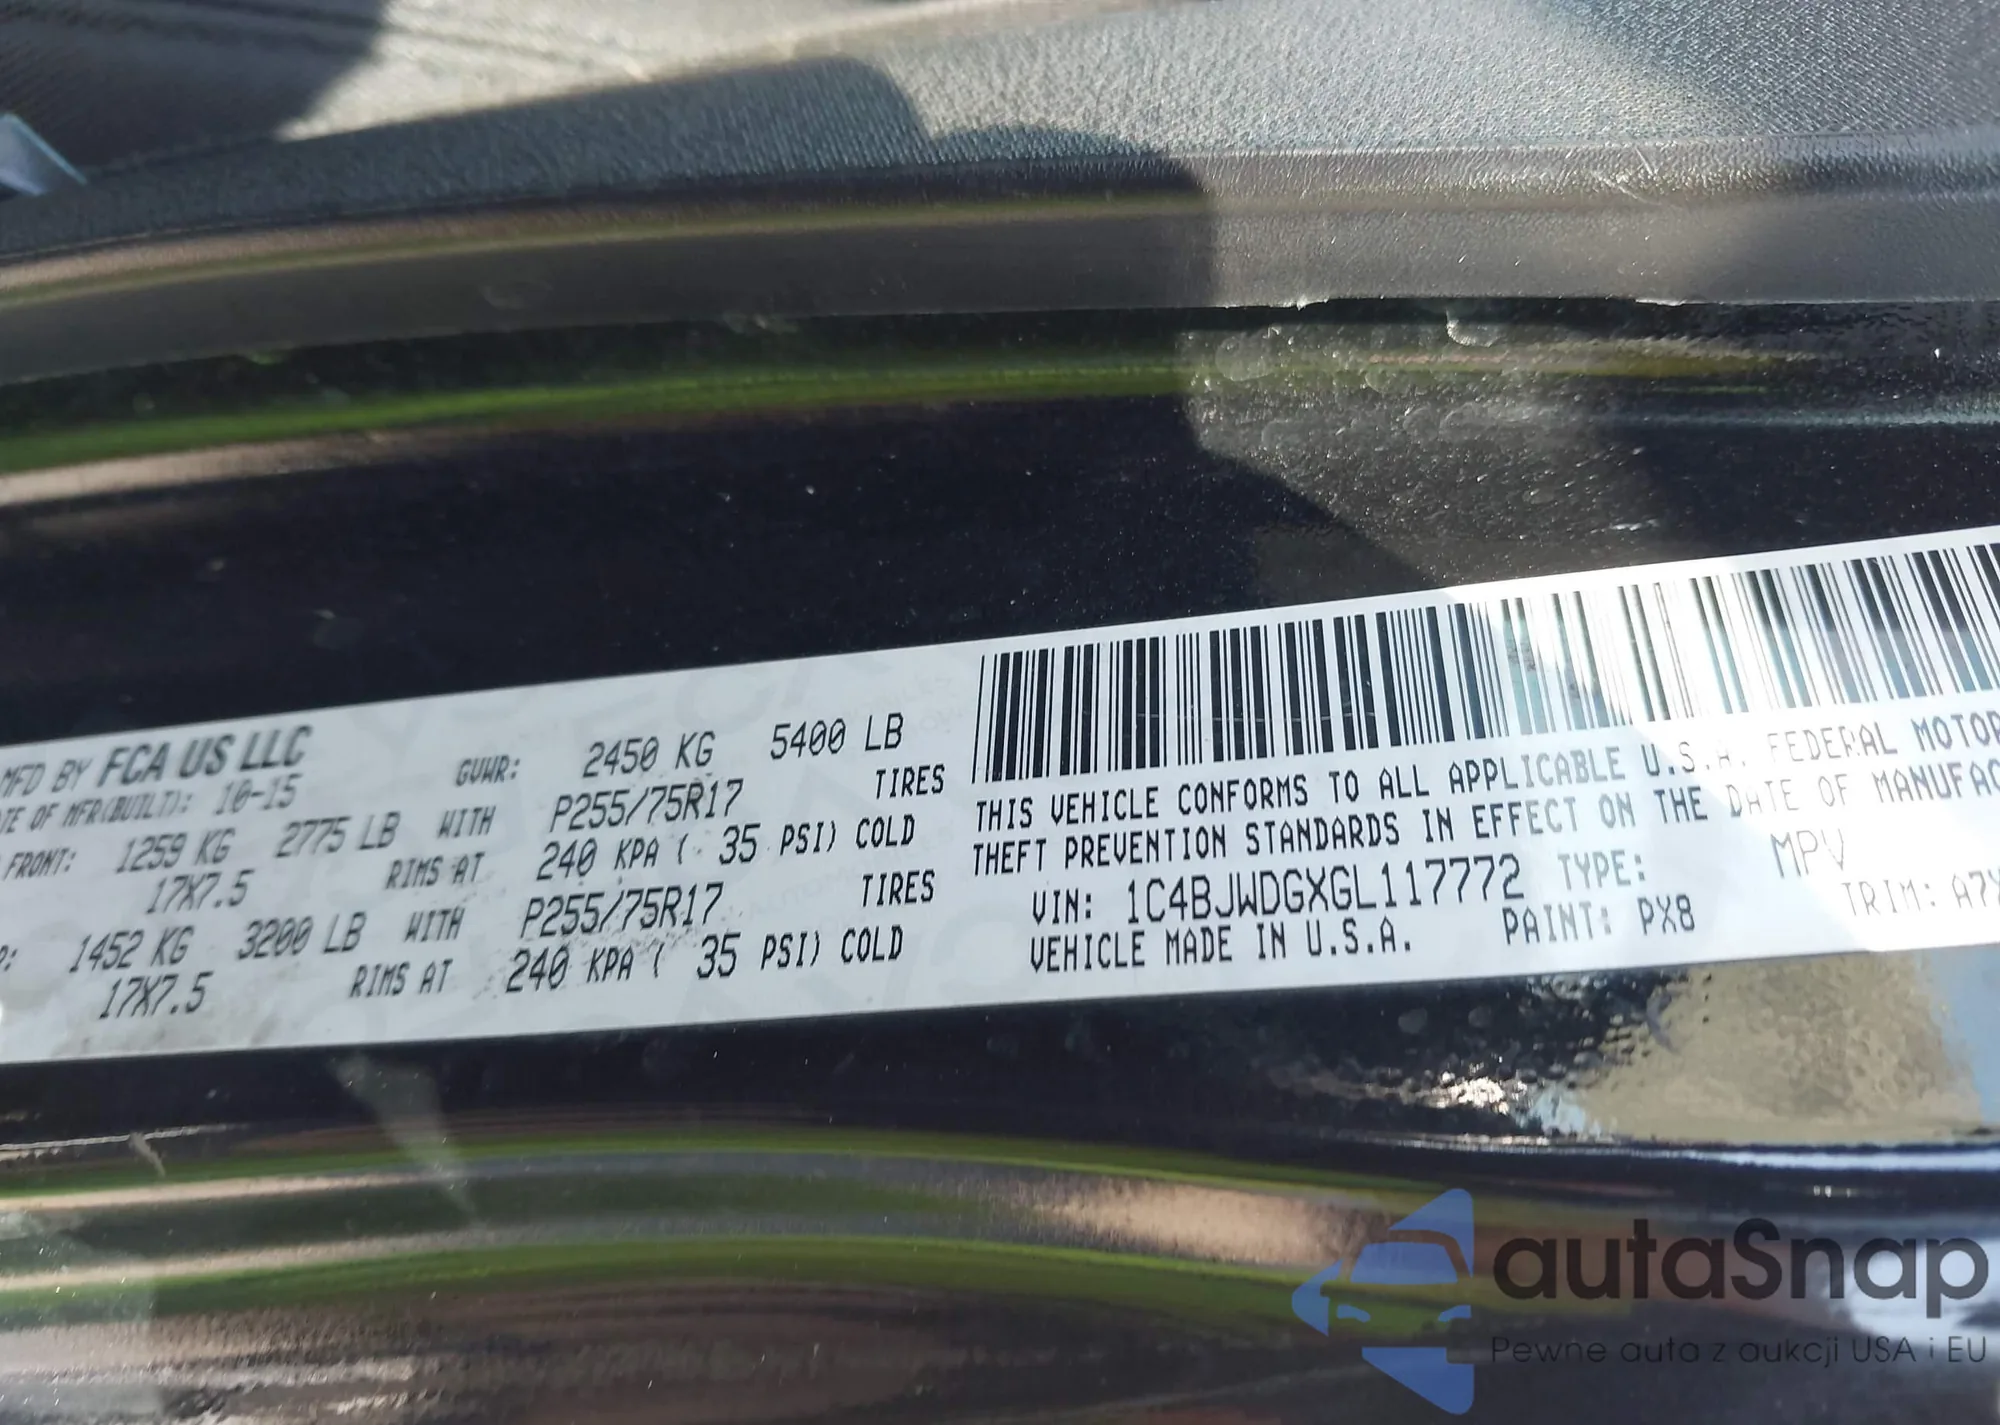 MFD BY FCA US LLC GVWR: 2450 KG 5400 LB
TE OF MFR(BUILT): 10-15
FRONT: 1259 KG 2775 LB WITH P255/75R17 TIRES
17X7.5 RIMS AT 240 KPA ( 35 PSI) COLD
P: 1452 KG 3200 LB WITH P255/75R17 TIRES
17X7.5 RIMS AT 240 KPA ( 35 PSI) COLD
THIS VEHICLE CONFORMS TO ALL APPLICABLE U.S.A. FEDERAL MOTOR
THEFT PREVENTION STANDARDS IN EFFECT ON THE DATE OF MANUFAC
VIN: 1C4BJWDGXGL117772 TYPE: MPV
VEHICLE MADE IN U.S.A. PAINT: PX8 TRIM: A7X
autaSnap
Pewne auta z aukcji USA i EU